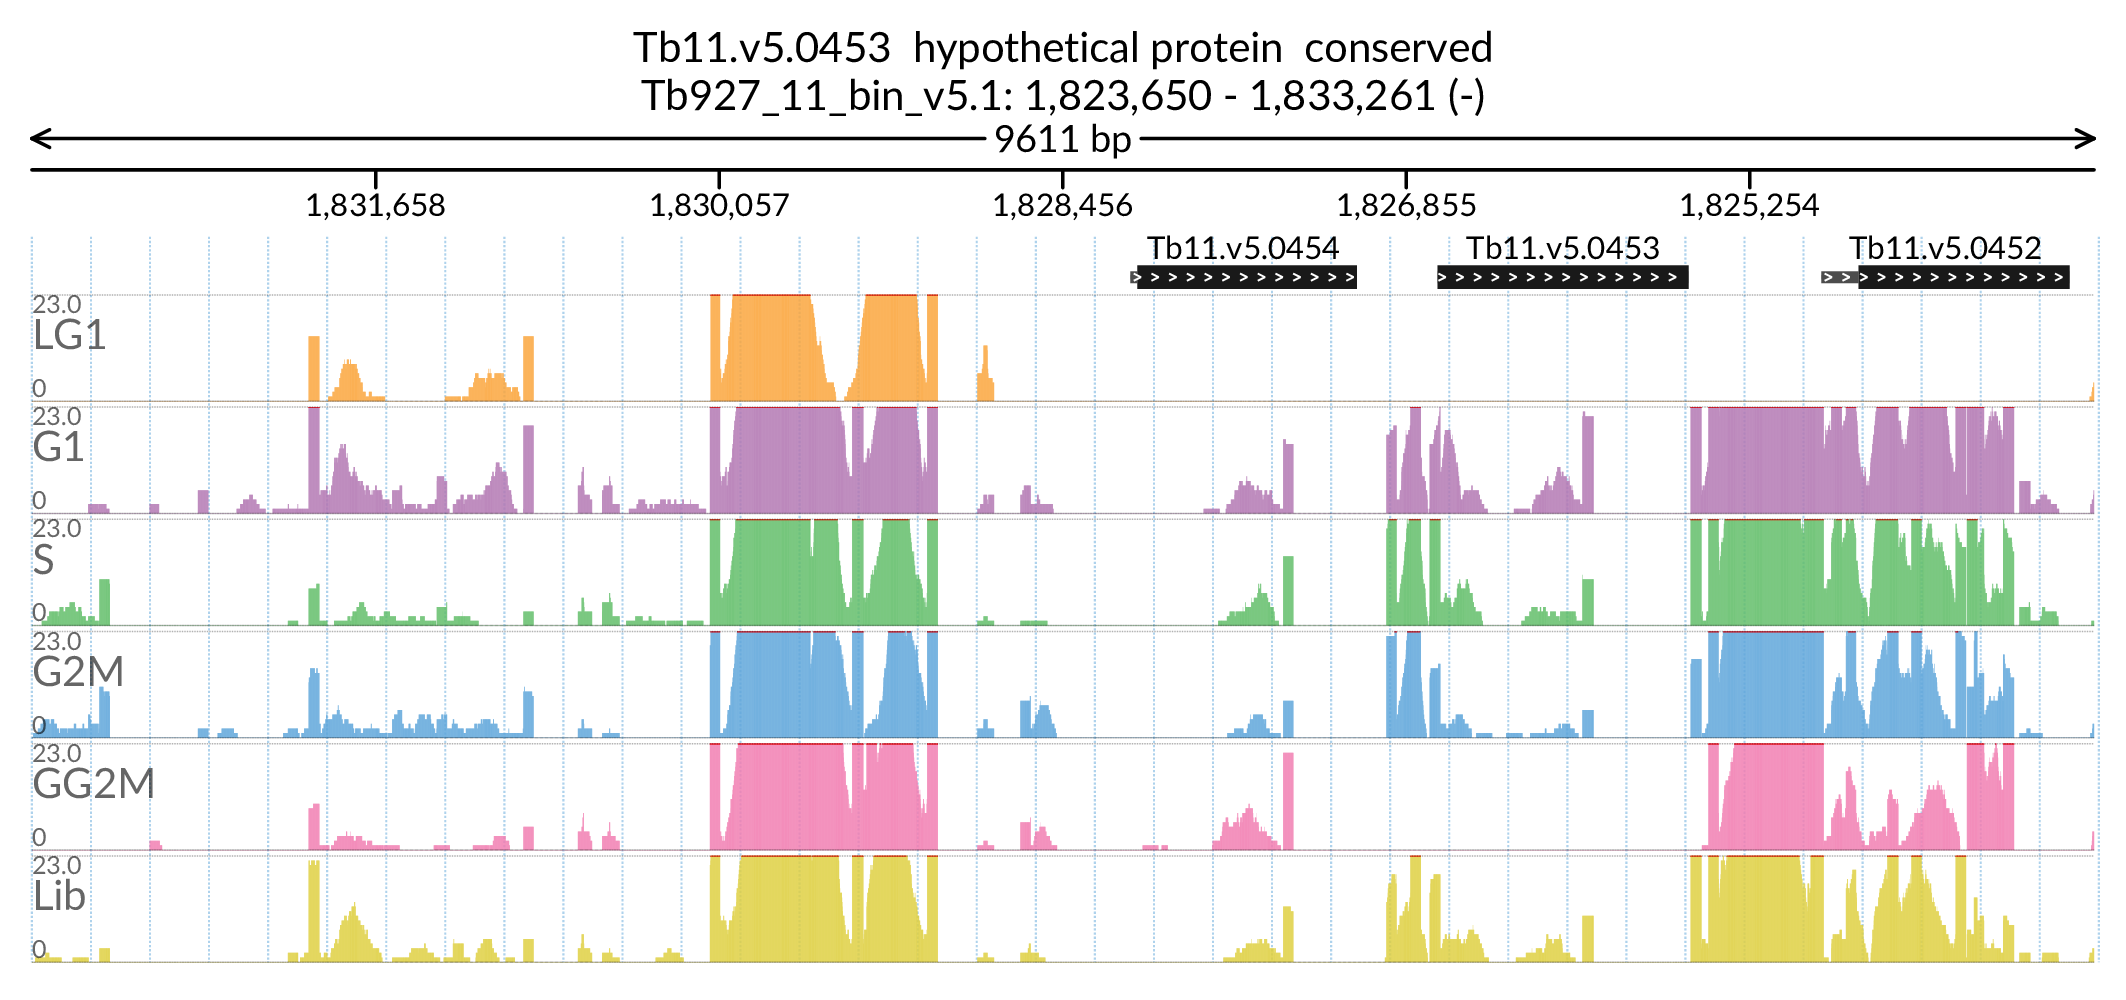 Tb11.v5.0453 hypothetical protein conserved
Tb927_11_bin_v5.1: 1,823,650 - 1,833,261 (-)
9611 bp
1,831,658 1,830,057 1,828,456 1,826,855 1,825,254
Tb11.v5.0454 Tb11.v5.0453 Tb11.v5.0452
23.0
LG1
0
23.0
G1
0
23.0
S
0
23.0
G2M
0
23.0
GG2M
0
23.0
Lib
0